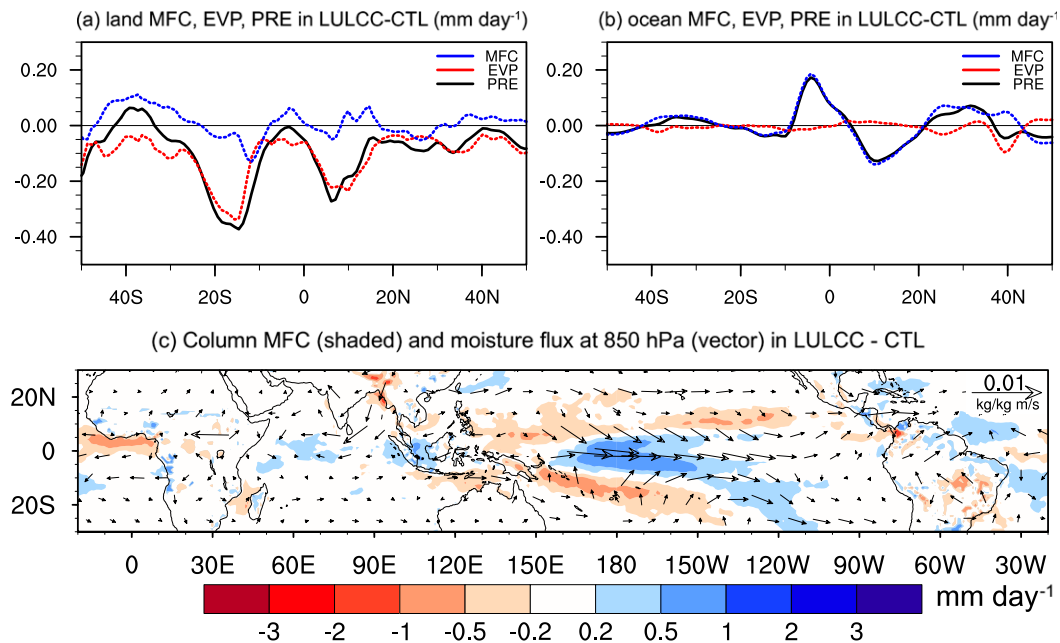 (a) land MFC, EVP, PRE in LULCC-CTL (mm day-1)
(b) ocean MFC, EVP, PRE in LULCC-CTL (mm day-1
0.20
0.00
-0.20
-0.40
MFC
EVP
PRE
40S
20S
0
20N
40N
0.20
0.00
-0.20
-0.40
MFC
EVP
PRE
40S
20S
0
20N
40N
(c) Column MFC (shaded) and moisture flux at 850 hPa (vector) in LULCC - CTL
20N
0
20S
0.01
kg/kg m/s
0
30E
60E
90E
120E
150E
180
150W
120W
90W
60W
30W
-3
-2
-1
-0.5
-0.2
0.2
0.5
1
2
3
mm day-1